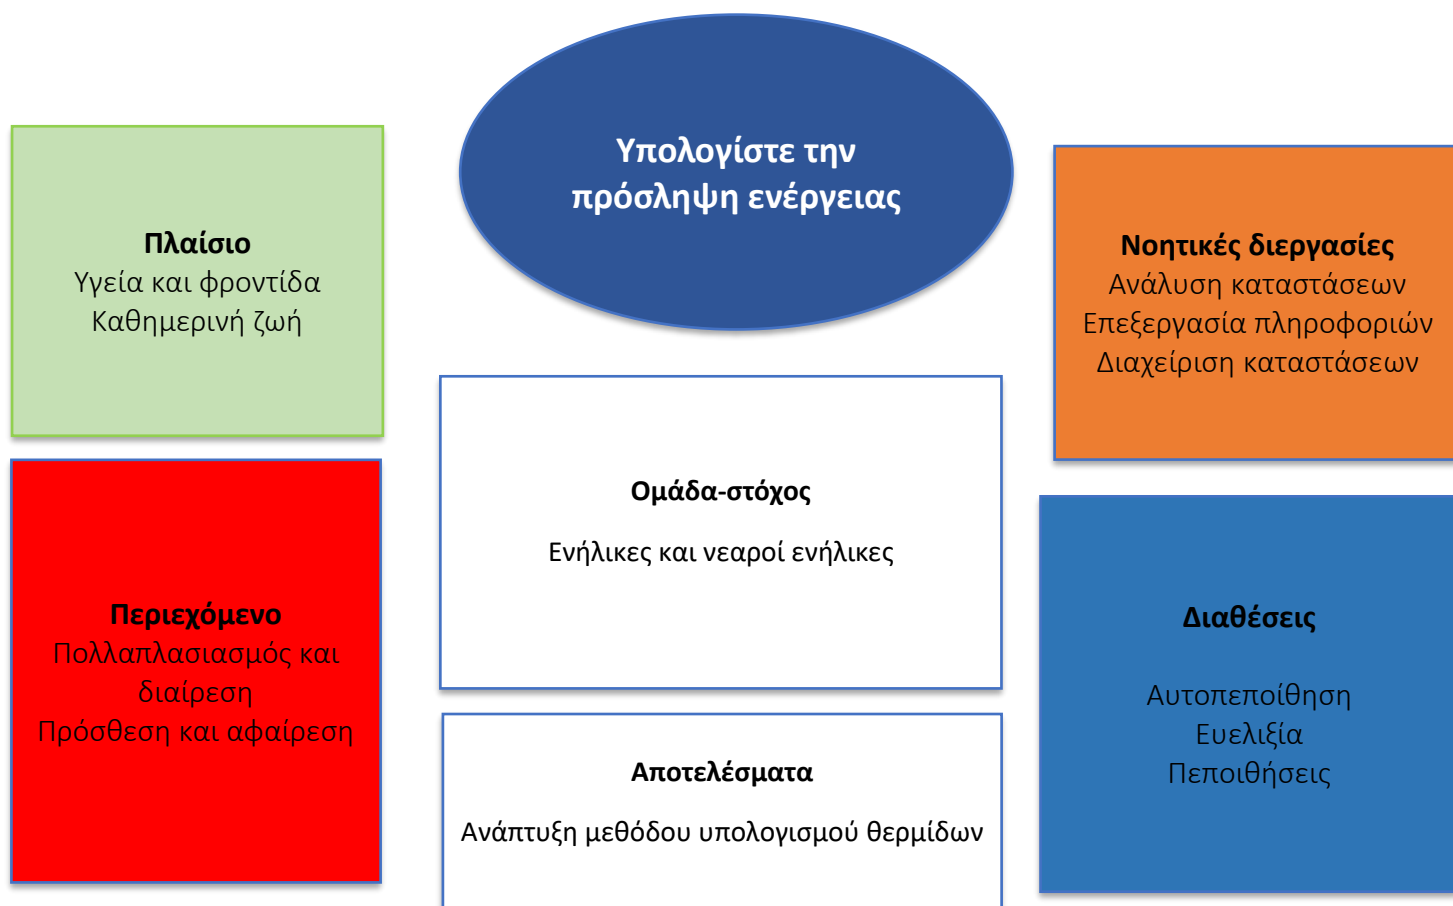 Υπολογίστε την
πρόσληψη ενέργειας
Πλαίσιο
Υγεία και φροντίδα
Καθημερινή ζωή
Νοητικές διεργασίες
Ανάλυση καταστάσεων
Επεξεργασία πληροφοριών
Διαχείριση καταστάσεων
Ομάδα-στόχος
Ενήλικες και νεαροί ενήλικες
Περιεχόμενο
Πολλαπλασιασμός και
διαίρεση
Πρόσθεση και αφαίρεση
Διαθέσεις
Αυτοπεποίθηση
Ευελιξία
Πεποιθήσεις
Αποτελέσματα
Ανάπτυξη μεθόδου υπολογισμού θερμίδων